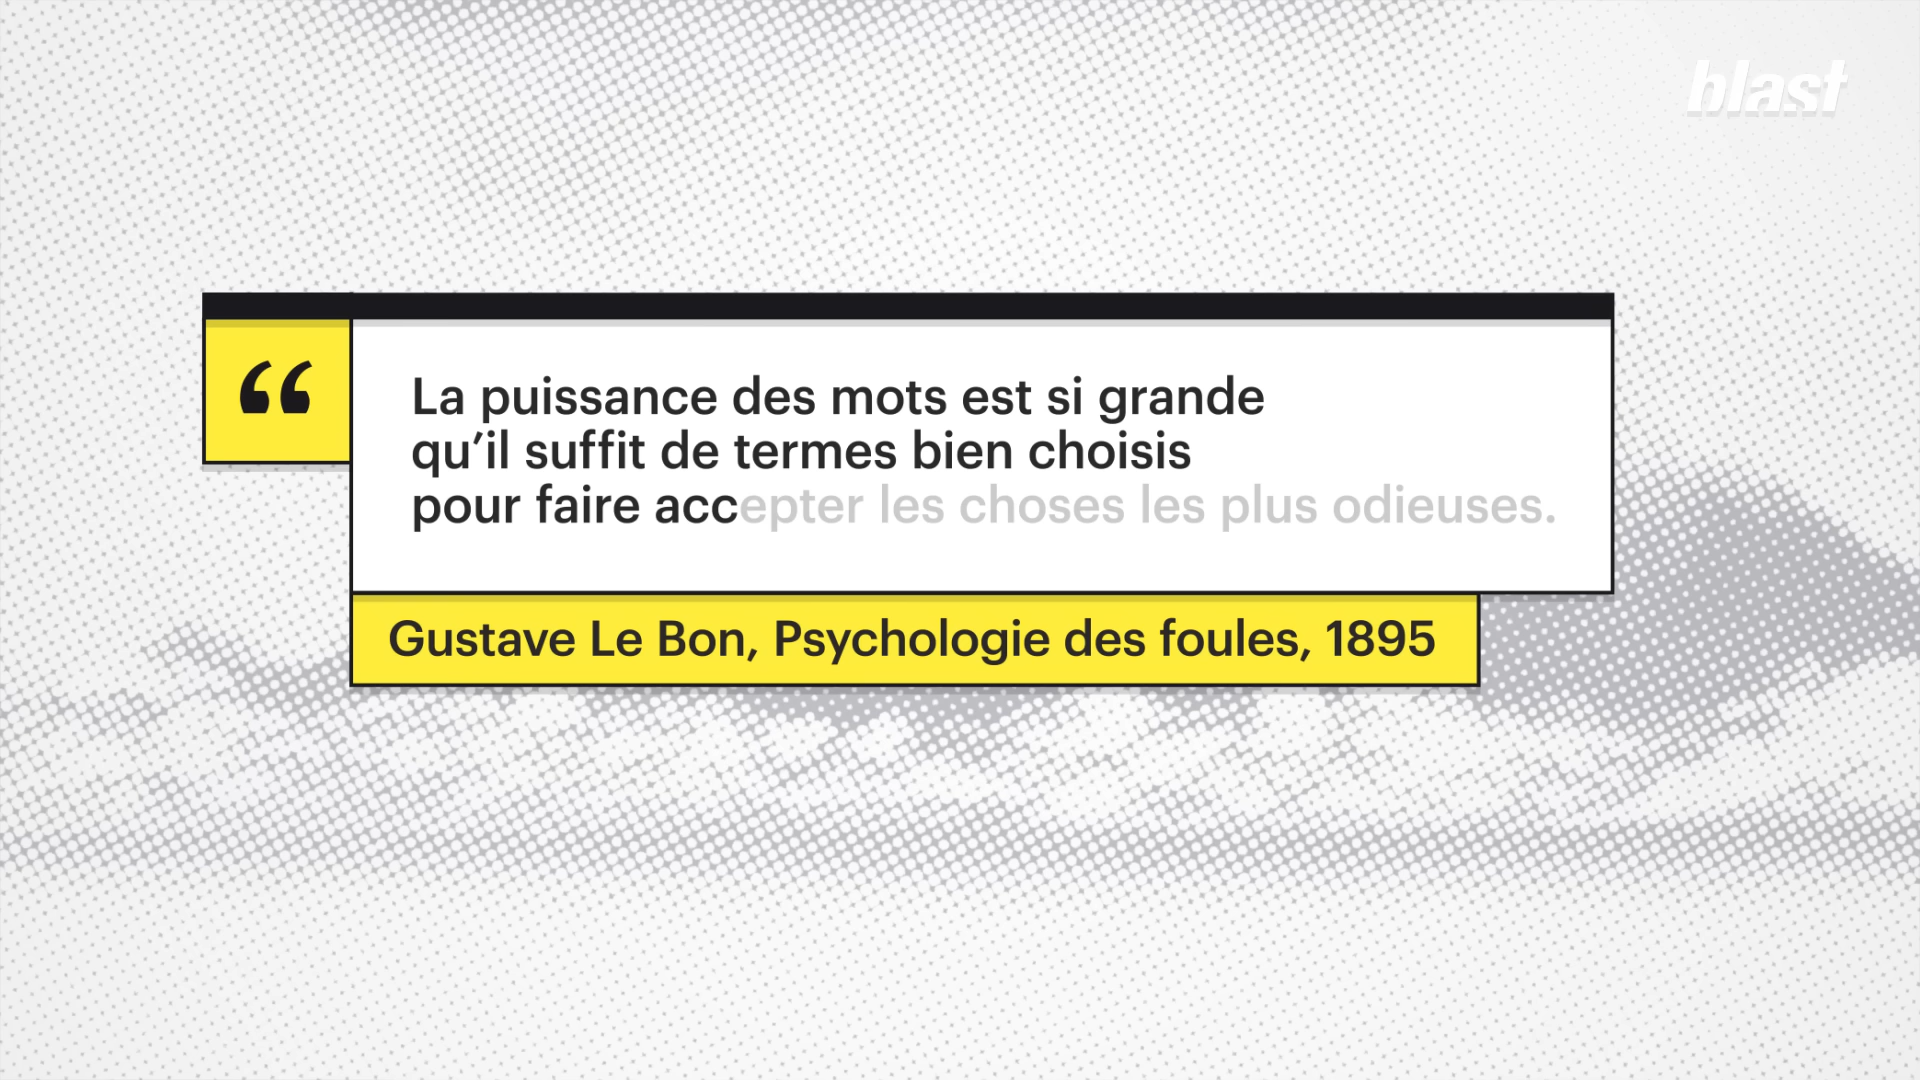 blast
“
La puissance des mots est si grande
qu’il suffit de termes bien choisis
pour faire accepter les choses les plus odieuses.
Gustave Le Bon, Psychologie des foules, 1895